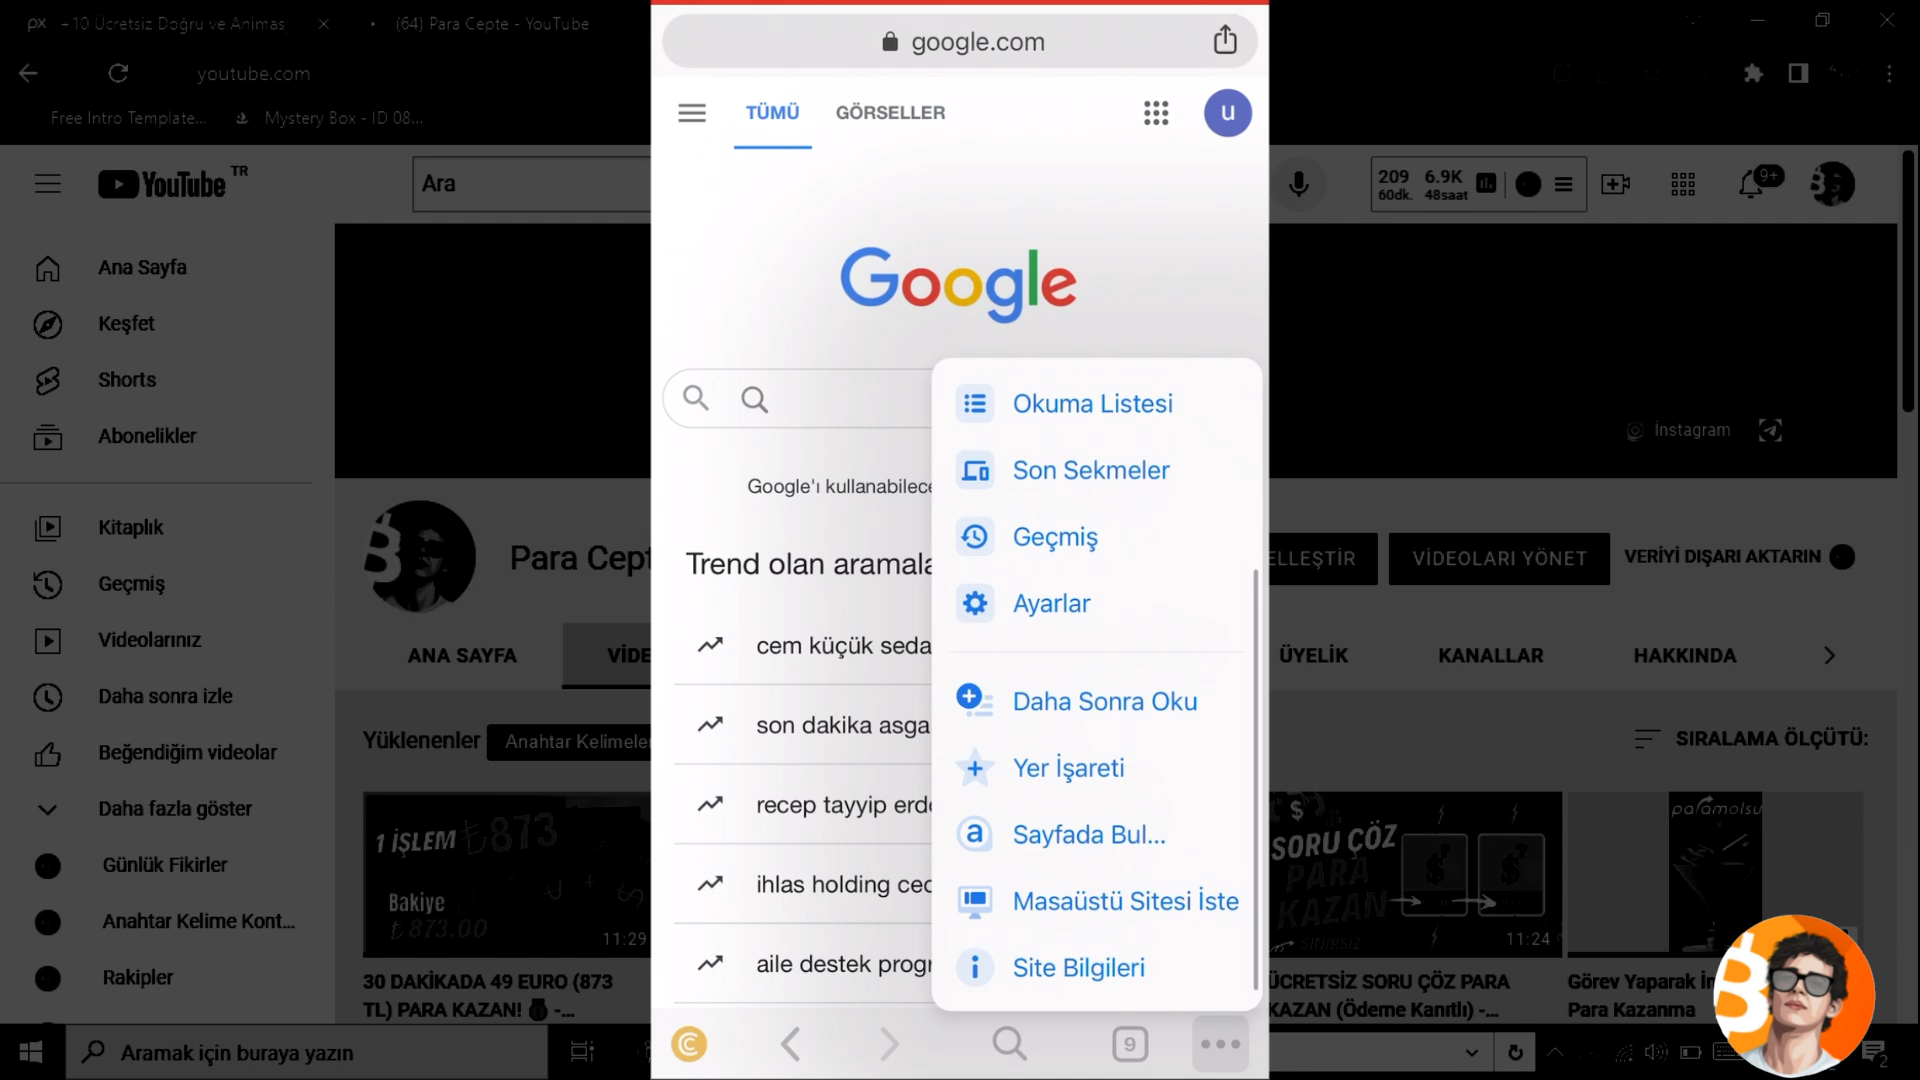 +10 Ücretsiz Doğru ve Animas
(64) Para Cepte - YouTube
youtube.com
Free Intro Template...
Mystery Box - ID 08...
YouTube TR
Ara
209
60dk.
6.9K
48saat
9+
Ana Sayfa
Keşfet
Shorts
Abonelikler
Kitaplık
Geçmiş
Videolarınız
Daha sonra izle
Beğendiğim videolar
Daha fazla göster
Günlük Fikirler
Anahtar Kelime Kont...
Rakipler
Instagram
Para Cept
ELLEŞTİR
VİDEOLARI YÖNET
VERİYİ DIŞARI AKTARIN
ANA SAYFA
VİDE
ÜYELİK
KANALLAR
HAKKINDA
Yüklenenler
Anahtar Kelimeler
SIRALAMA ÖLÇÜTÜ:
1 İŞLEM ₺873
Bakiye
₺873.00
11:29
30 DAKİKADA 49 EURO (873
TL) PARA KAZAN! -...
SORU ÇÖZ
PARA
KAZAN
SINIRSIZ
11:24
ÜCRETSİZ SORU ÇÖZ PARA
KAZAN (Ödeme Kanıtlı) -...
paramolsu
Görev Yaparak İn
Para Kazanma
google.com
TÜMÜ
GÖRSELLER
u
Google
Google'ı kullanabilece
Trend olan aramala
cem küçük seda
son dakika asga
recep tayyip erdo
ihlas holding ceo
aile destek progr
Okuma Listesi
Son Sekmeler
Geçmiş
Ayarlar
Daha Sonra Oku
Yer İşareti
Sayfada Bul...
Masaüstü Sitesi İste
Site Bilgileri
9
Aramak için buraya yazın
2